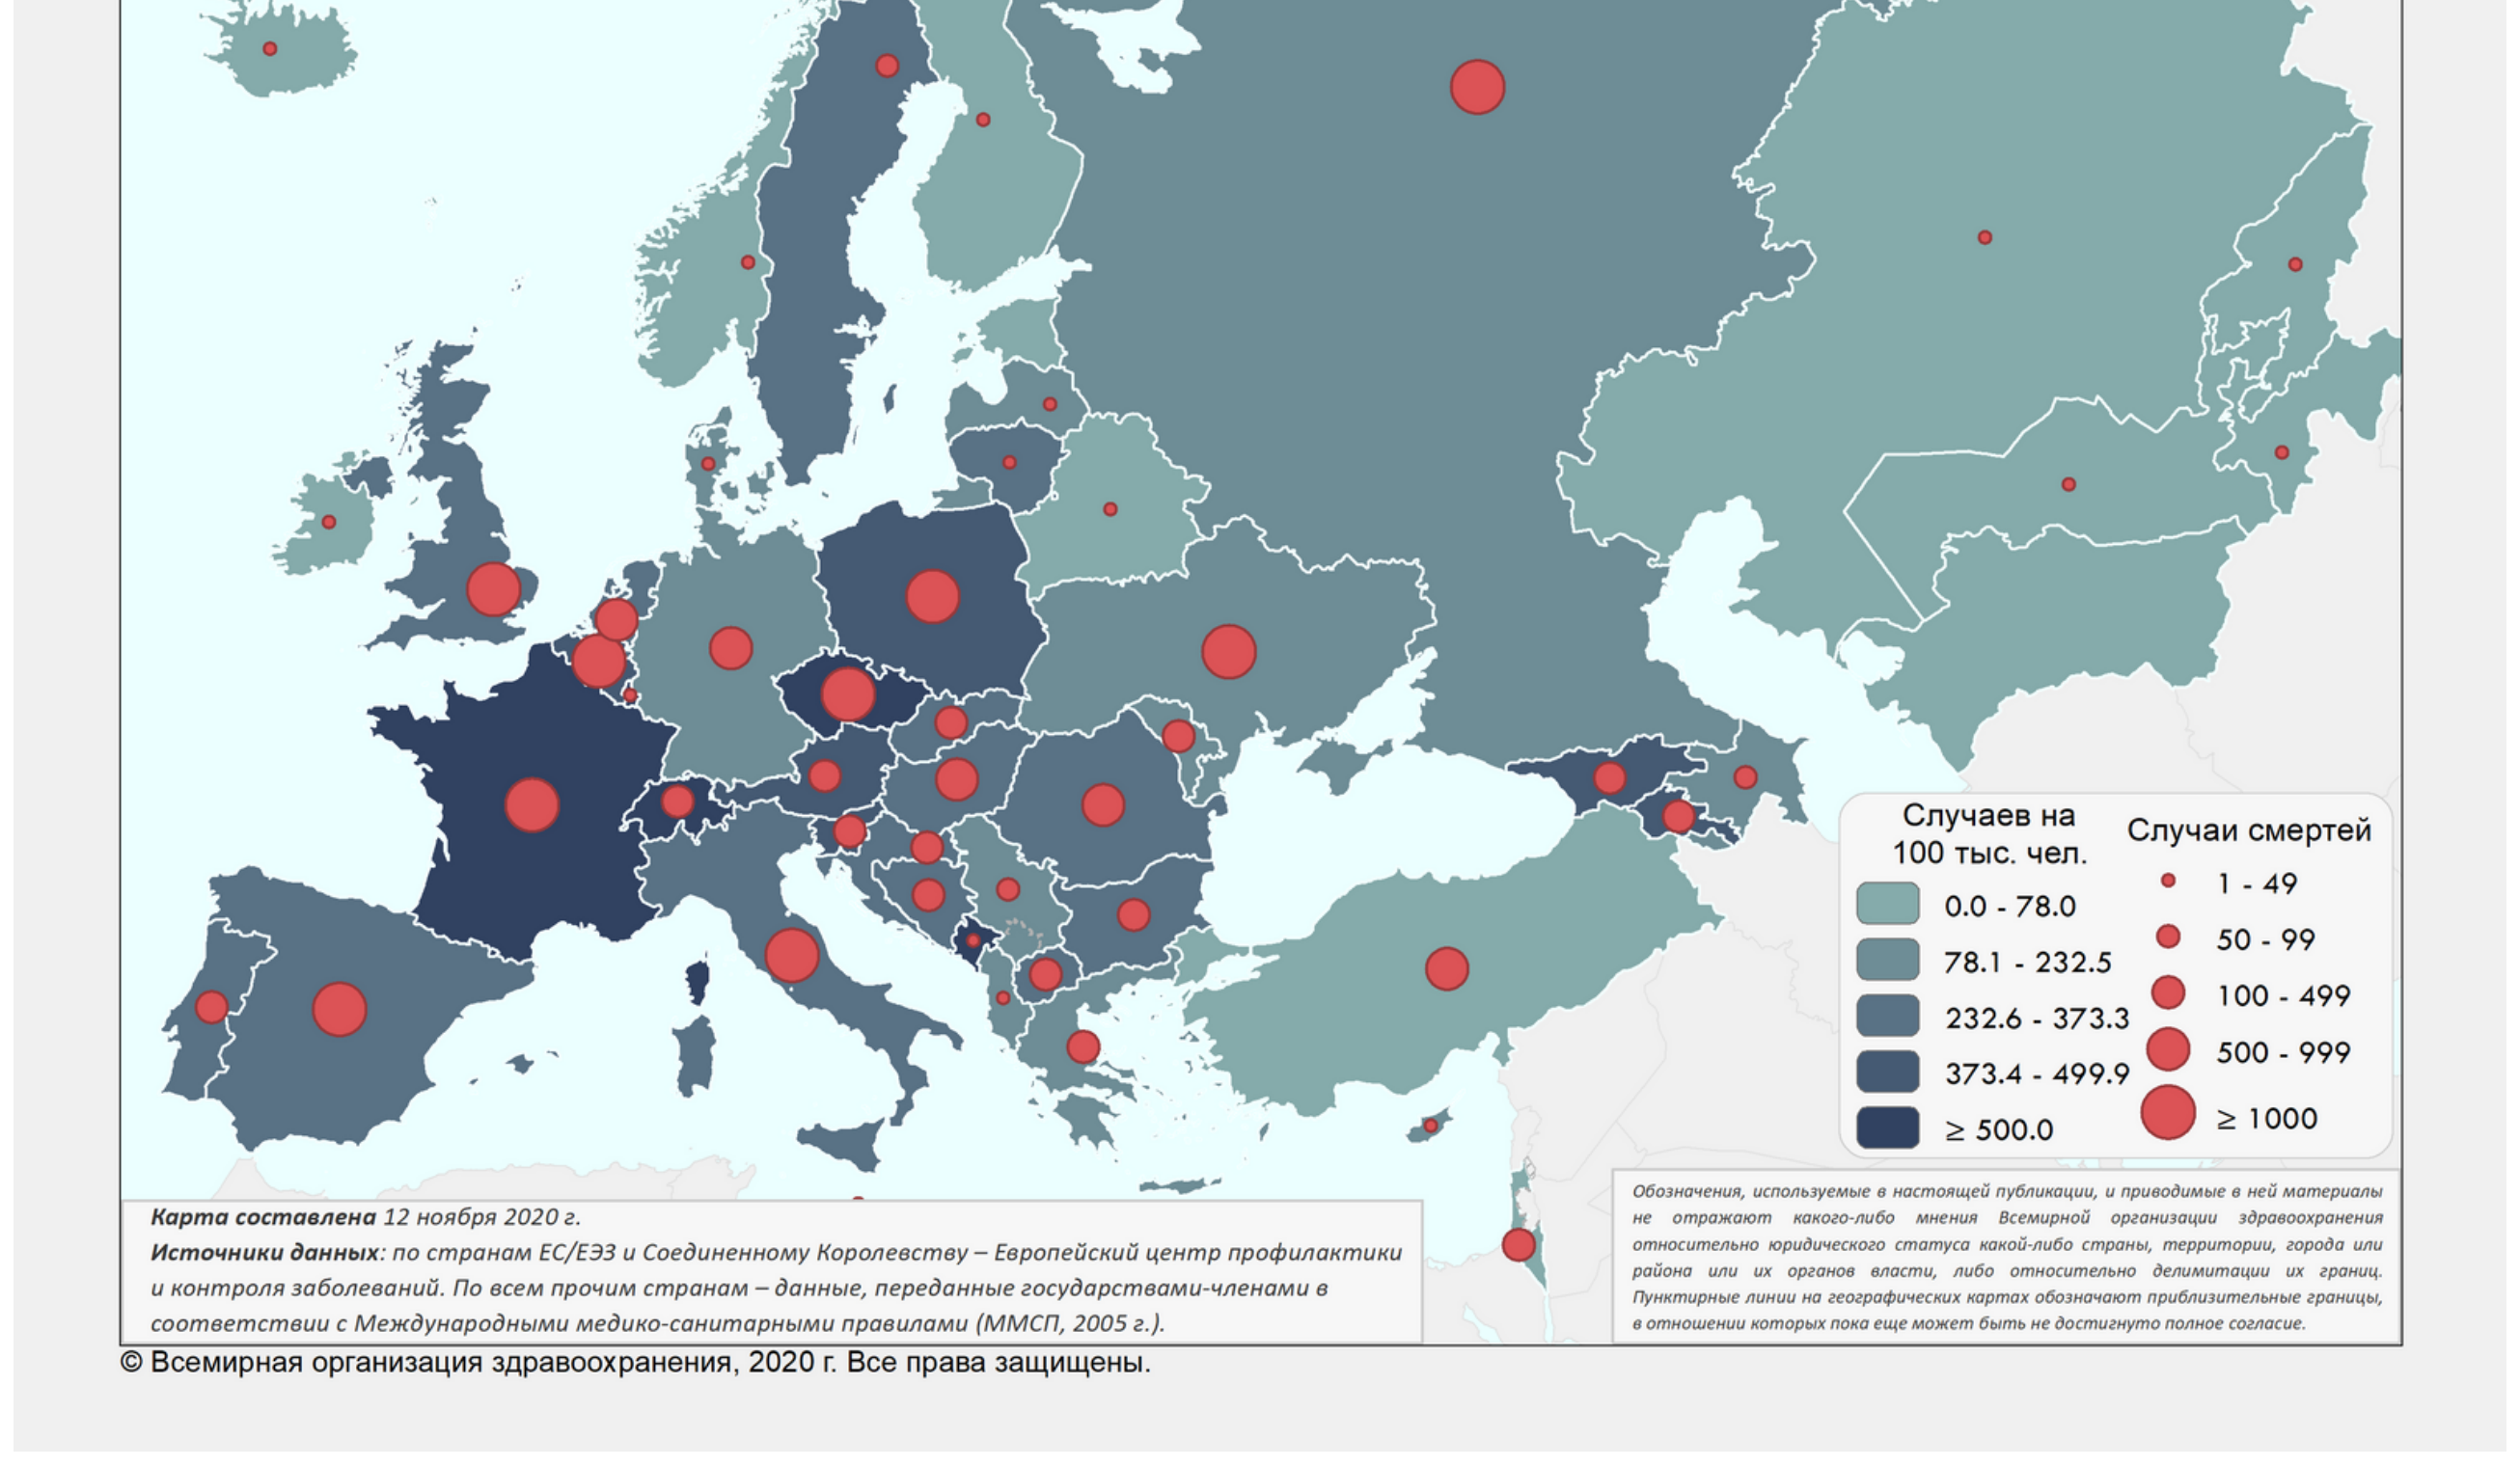 Случаев на
100 тыс. чел.
0.0 - 78.0
78.1 - 232.5
232.6 - 373.3
373.4 - 499.9
≥ 500.0
Случаи смертей
1 - 49
50 - 99
100 - 499
500 - 999
≥ 1000
Карта составлена 12 ноября 2020 г.
Источники данных: по странам ЕС/ЕЭЗ и Соединенному Королевству – Европейский центр профилактики
и контроля заболеваний. По всем прочим странам – данные, переданные государствами-членами в
соответствии с Международными медико-санитарными правилами (ММСП, 2005 г.).
Обозначения, используемые в настоящей публикации, и приводимые в ней материалы
не отражают какого-либо мнения Всемирной организации здравоохранения
относительно юридического статуса какой-либо страны, территории, города или
района или их органов власти, либо относительно делимитации их границ.
Пунктирные линии на географических картах обозначают приблизительные границы,
в отношении которых пока еще может быть не достигнуто полное согласие.
© Всемирная организация здравоохранения, 2020 г. Все права защищены.